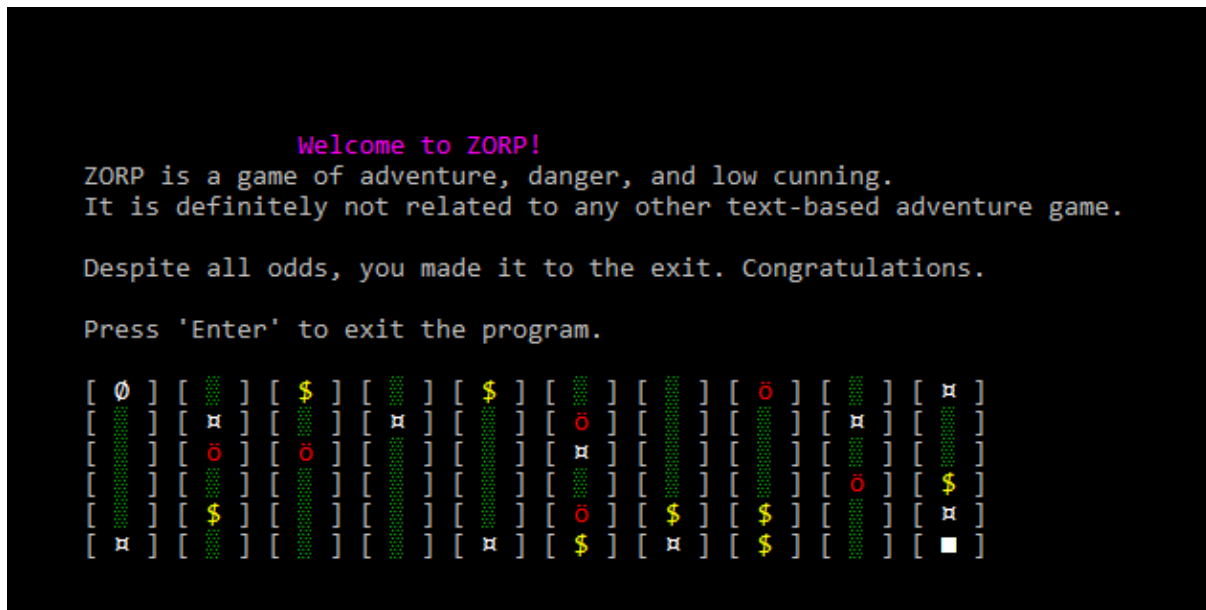 Welcome to ZORP!
ZORP is a game of adventure, danger, and low cunning.
It is definitely not related to any other text-based adventure game.
Despite all odds, you made it to the exit. Congratulations.
Press 'Enter' to exit the program.
[ Ø ] [ ▒ ] [ $ ] [ ▒ ] [ $ ] [ ▒ ] [ ▒ ] [ ö ] [ ▒ ] [ ¤ ]
[ ▒ ] [ ¤ ] [ ▒ ] [ ¤ ] [ ▒ ] [ ö ] [ ▒ ] [ ▒ ] [ ¤ ] [ ▒ ]
[ ▒ ] [ ö ] [ ö ] [ ▒ ] [ ▒ ] [ ¤ ] [ ▒ ] [ ▒ ] [ ▒ ] [ ▒ ]
[ ▒ ] [ ▒ ] [ ▒ ] [ ▒ ] [ ▒ ] [ ▒ ] [ ▒ ] [ ▒ ] [ ö ] [ $ ]
[ ▒ ] [ $ ] [ ▒ ] [ ▒ ] [ ▒ ] [ ö ] [ $ ] [ $ ] [ ▒ ] [ ¤ ]
[ ¤ ] [ ▒ ] [ ▒ ] [ ▒ ] [ ¤ ] [ $ ] [ ¤ ] [ $ ] [ ▒ ] [ ■ ]